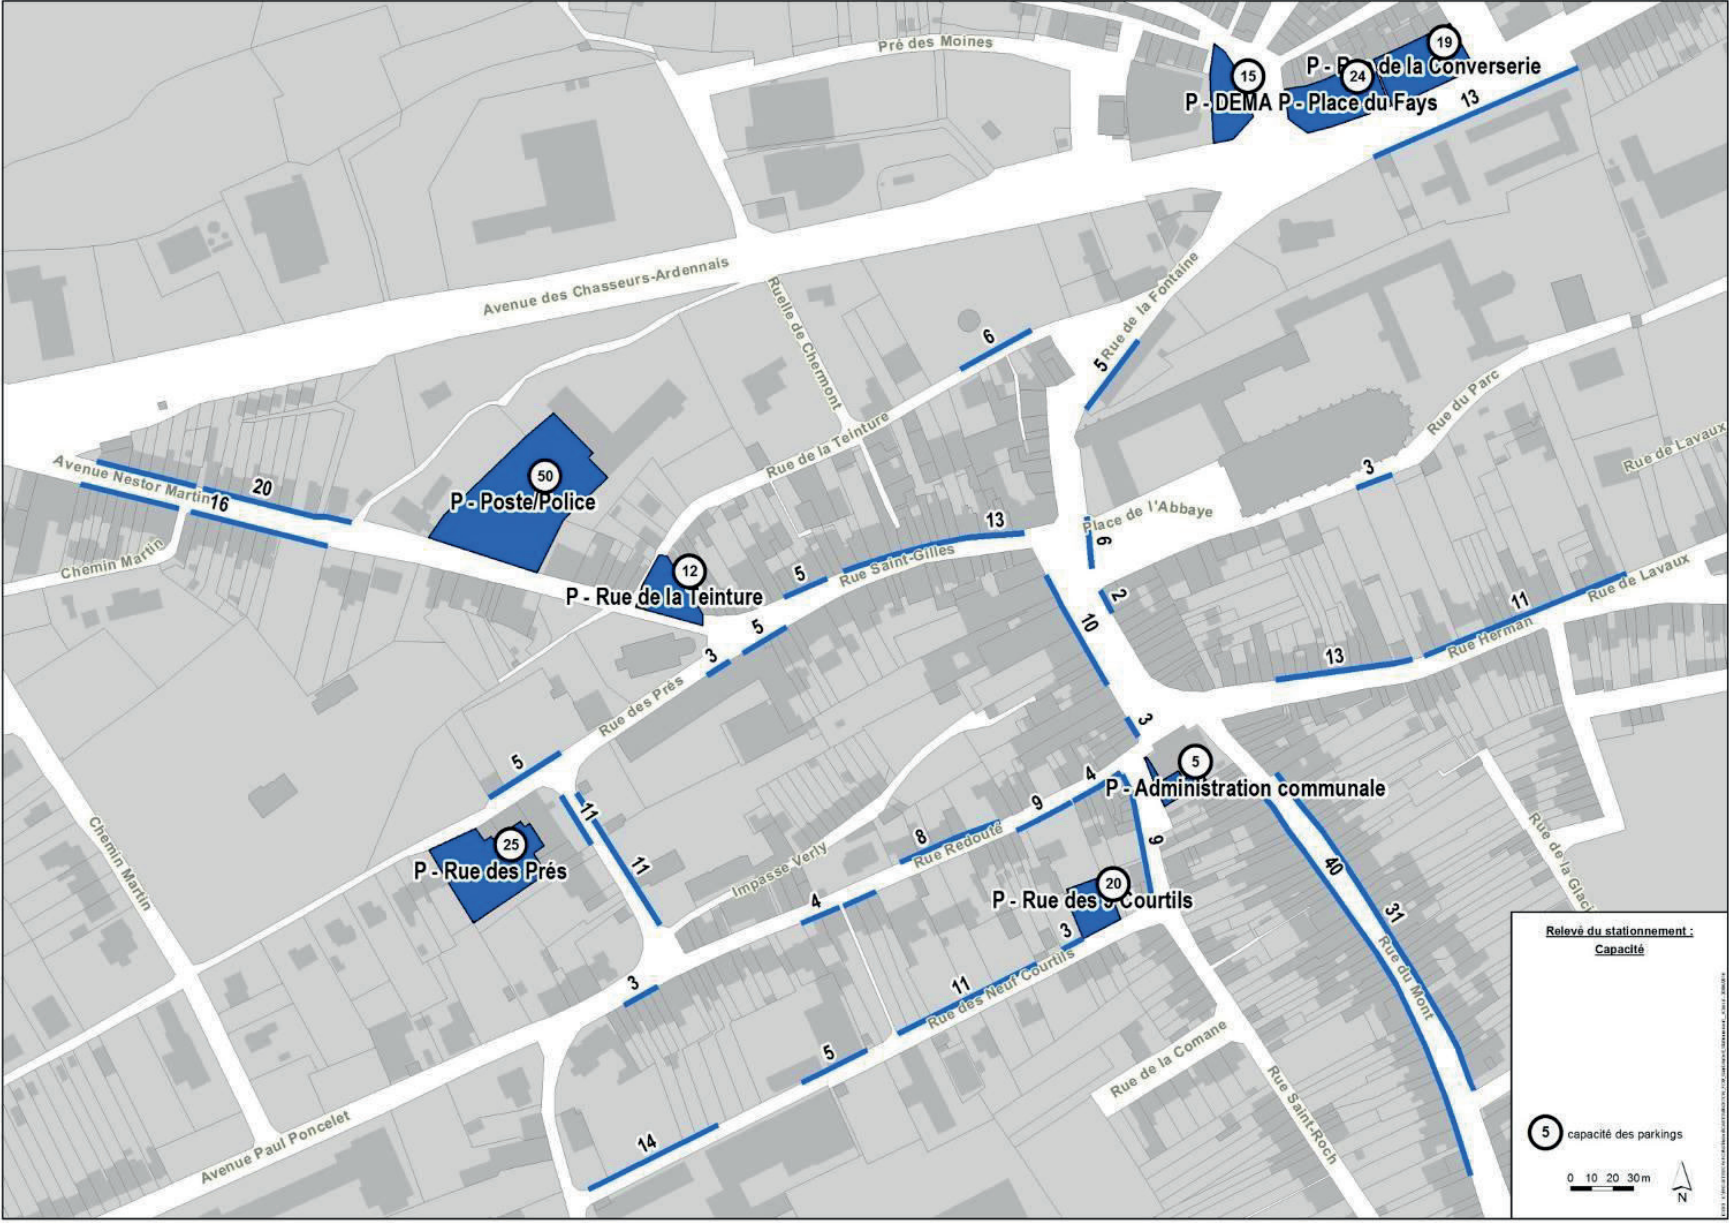 Pré des Moines
19
15
P - Rue de la Converserie
24
P - DEMA
P - Place du Fays
13
Avenue des Chasseurs-Ardennais
Ruelle de Chermont
Rue de la Fontaine
6
5
Rue du Parc
Rue de la Teinture
Rue de Lavaux
Avenue Nestor Martin
20
16
50
P - Poste/Police
3
Place de l'Abbaye
13
6
Chemin Martin
Rue Saint-Gilles
5
12
P - Rue de la Teinture
2
10
11
Rue de Lavaux
Rue Herman
5
3
13
Rue des Prés
3
5
5
4
P - Administration communale
11
9
8
Rue Redouté
9
25
P - Rue des Prés
11
Impasse Verly
40
Chemin Martin
20
P - Rue des 9 Courtils
4
31
3
Rue du Mont
11
Rue des Neuf Courtils
3
5
Rue de la Comane
Rue Saint-Roch
14
Avenue Paul Poncelet
Relevé du stationnement :
Capacité
5
capacité des parkings
0 10 20 30 m
N